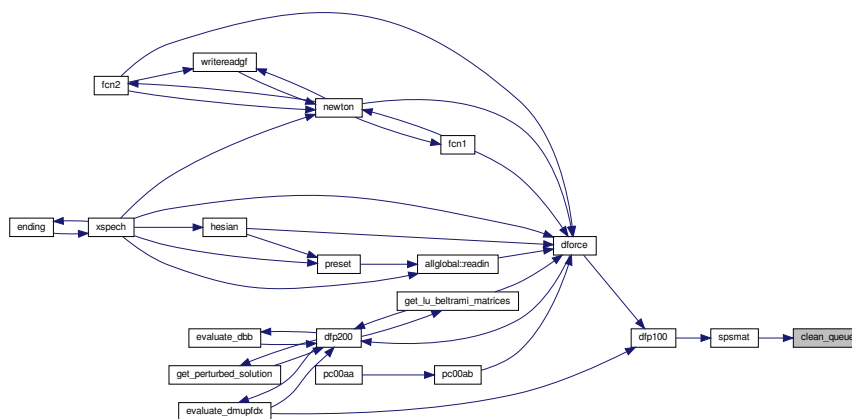 writereadgf
fcn2
newton
fcn1
ending
xspech
hesian
dforce
preset
allglobal::readin
get_lu_beltrami_matrices
evaluate_dbb
dfp200
dfp100
spsmat
clean_queue
get_perturbed_solution
pc00aa
pc00ab
evaluate_dmupfdx